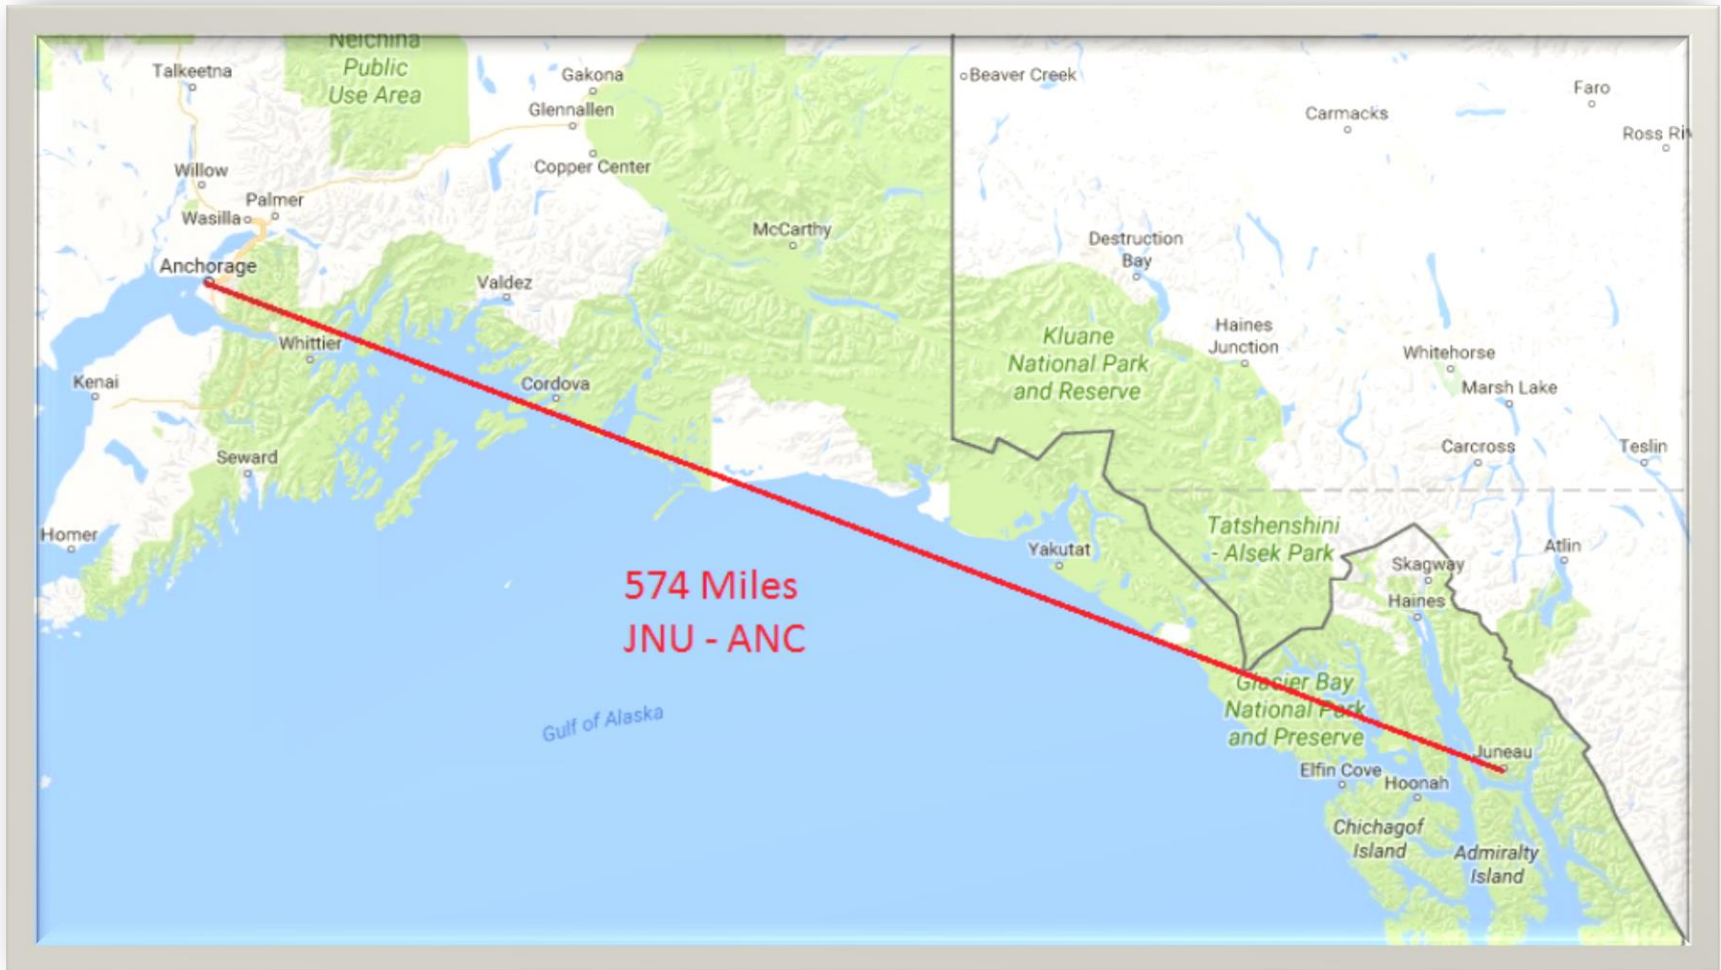 Nelchina
Public
Use Area
Talkeetna
Gakona
Glennallen
Copper Center
Willow
Palmer
Wasilla
Anchorage
Valdez
McCarthy
Whittier
Kenai
Cordova
Seward
Homer
Beaver Creek
Carmacks
Faro
Ross Riv
Destruction
Bay
Kluane
National Park
and Reserve
Haines
Junction
Whitehorse
Marsh Lake
Carcross
Teslin
Tatshenshini
- Alsek Park
Yakutat
Skagway
Haines
Atlin
574 Miles
JNU - ANC
Gulf of Alaska
Glacier Bay
National Park
and Preserve
Juneau
Elfin Cove
Hoonah
Chichagof
Island
Admiralty
Island